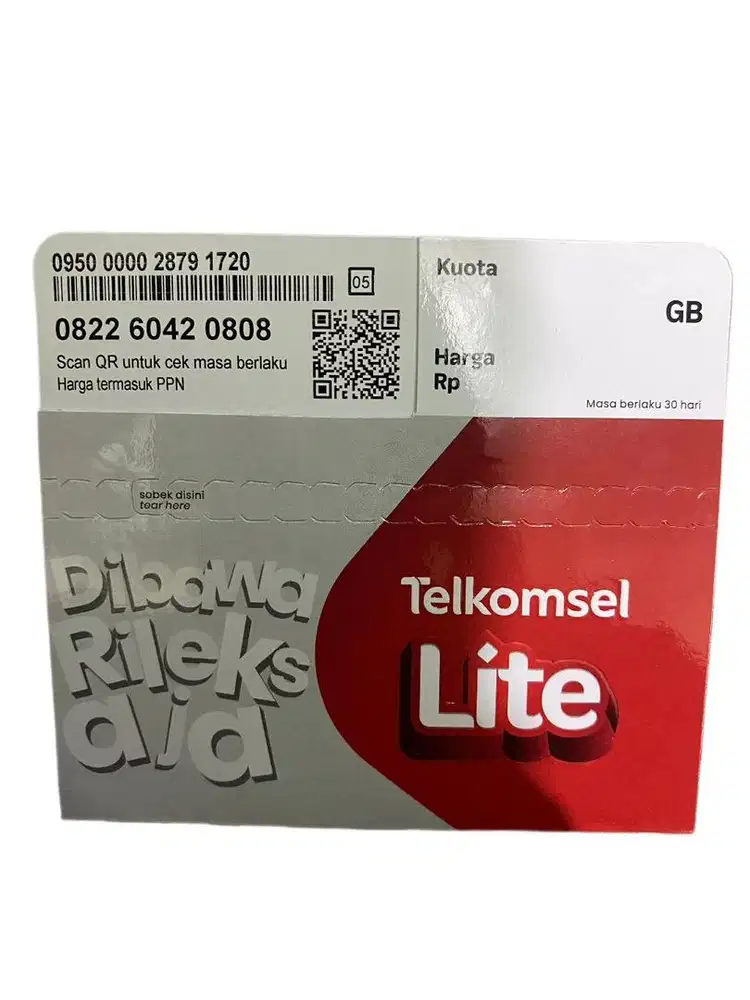 0950 0000 2879 1720
05
0822 6042 0808
Scan QR untuk cek masa berlaku
Harga termasuk PPN
Kuota
GB
Harga
Rp
Masa berlaku 30 hari
sobek disini
tear here
Dibawa
Rileks
aja
Telkomsel
Lite